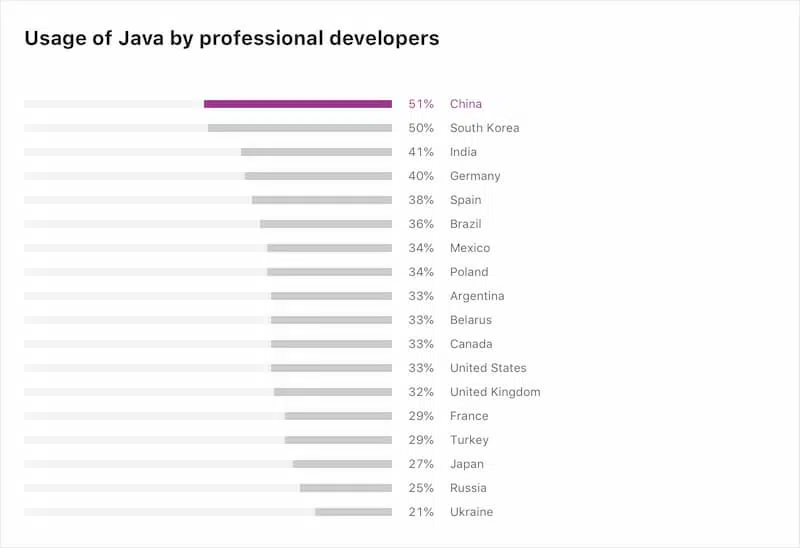 Usage of Java by professional developers
51% China
50% South Korea
41% India
40% Germany
38% Spain
36% Brazil
34% Mexico
34% Poland
33% Argentina
33% Belarus
33% Canada
33% United States
32% United Kingdom
29% France
29% Turkey
27% Japan
25% Russia
21% Ukraine